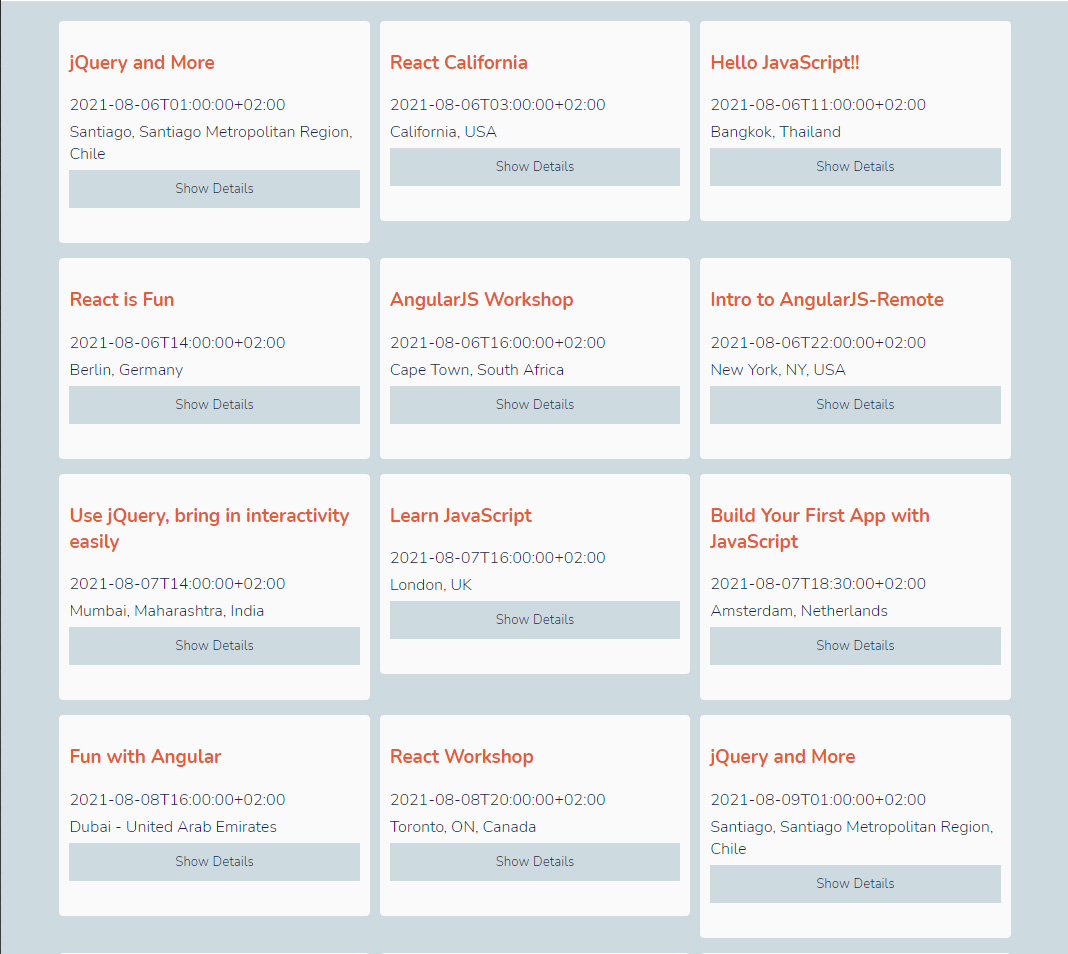 jQuery and More
2021-08-06T01:00:00+02:00
Santiago, Santiago Metropolitan Region,
Chile
Show Details
React California
2021-08-06T03:00:00+02:00
California, USA
Show Details
Hello JavaScript!!
2021-08-06T11:00:00+02:00
Bangkok, Thailand
Show Details
React is Fun
2021-08-06T14:00:00+02:00
Berlin, Germany
Show Details
AngularJS Workshop
2021-08-06T16:00:00+02:00
Cape Town, South Africa
Show Details
Intro to AngularJS-Remote
2021-08-06T22:00:00+02:00
New York, NY, USA
Show Details
Use jQuery, bring in interactivity
easily
2021-08-07T14:00:00+02:00
Mumbai, Maharashtra, India
Show Details
Learn JavaScript
2021-08-07T16:00:00+02:00
London, UK
Show Details
Build Your First App with
JavaScript
2021-08-07T18:30:00+02:00
Amsterdam, Netherlands
Show Details
Fun with Angular
2021-08-08T16:00:00+02:00
Dubai - United Arab Emirates
Show Details
React Workshop
2021-08-08T20:00:00+02:00
Toronto, ON, Canada
Show Details
jQuery and More
2021-08-09T01:00:00+02:00
Santiago, Santiago Metropolitan Region,
Chile
Show Details